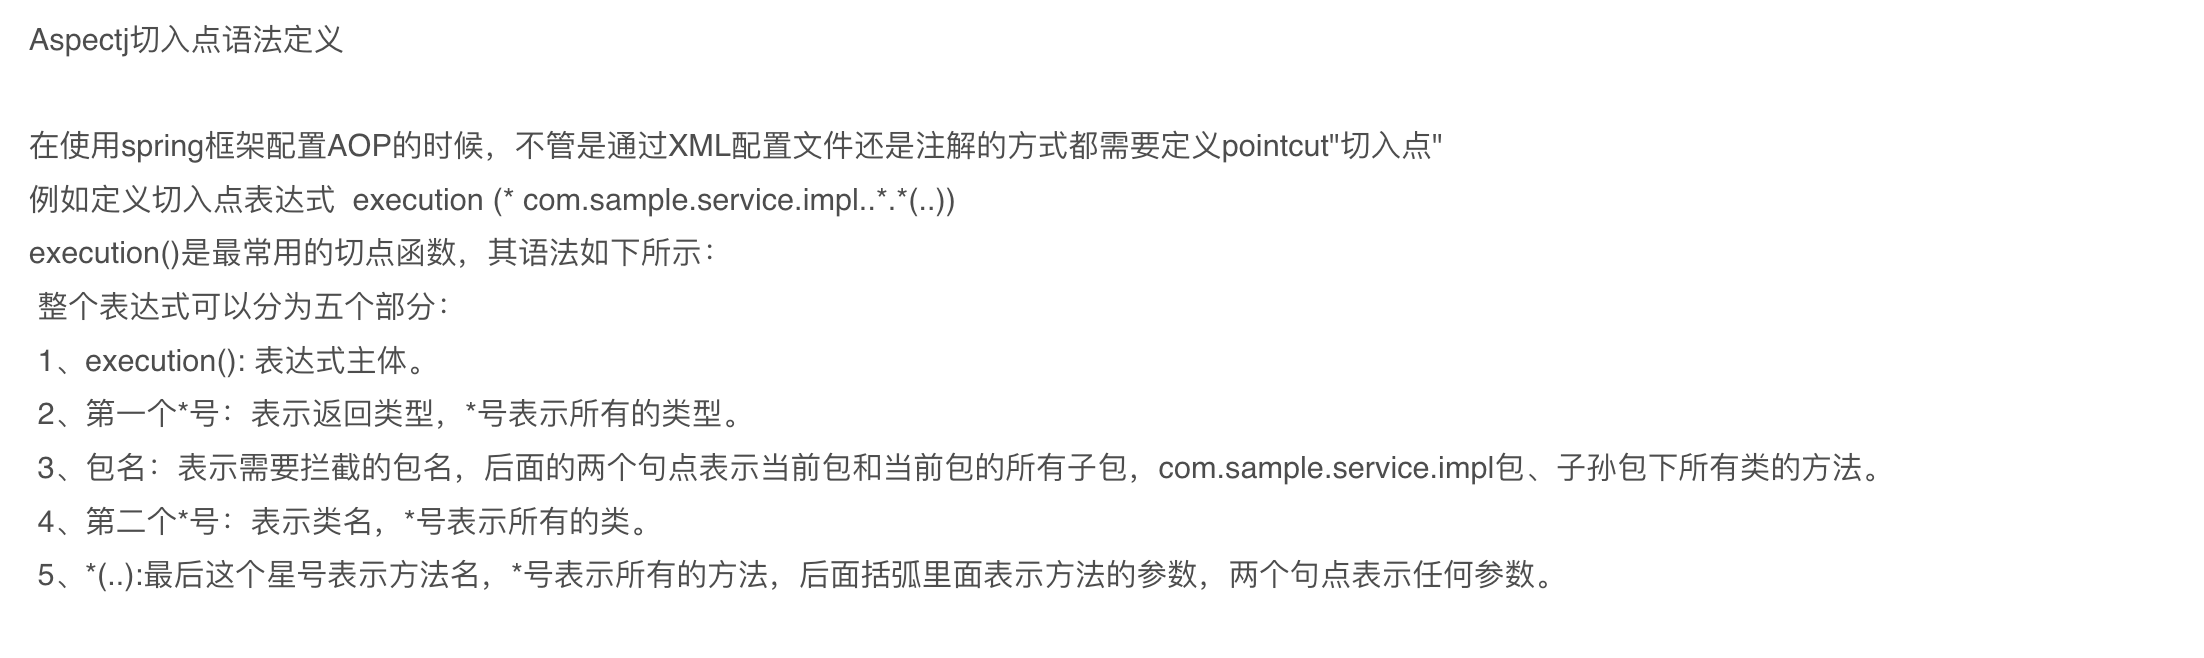 Aspectj切入点语法定义
在使用spring框架配置AOP的时候，不管是通过XML配置文件还是注解的方式都需要定义pointcut"切入点"
例如定义切入点表达式  execution (* com.sample.service.impl..*.*(..))
execution()是最常用的切点函数，其语法如下所示：
整个表达式可以分为五个部分：
1、execution(): 表达式主体。
2、第一个*号：表示返回类型，*号表示所有的类型。
3、包名：表示需要拦截的包名，后面的两个句点表示当前包和当前包的所有子包，com.sample.service.impl包、子孙包下所有类的方法。
4、第二个*号：表示类名，*号表示所有的类。
5、*(..):最后这个星号表示方法名，*号表示所有的方法，后面括弧里面表示方法的参数，两个句点表示任何参数。